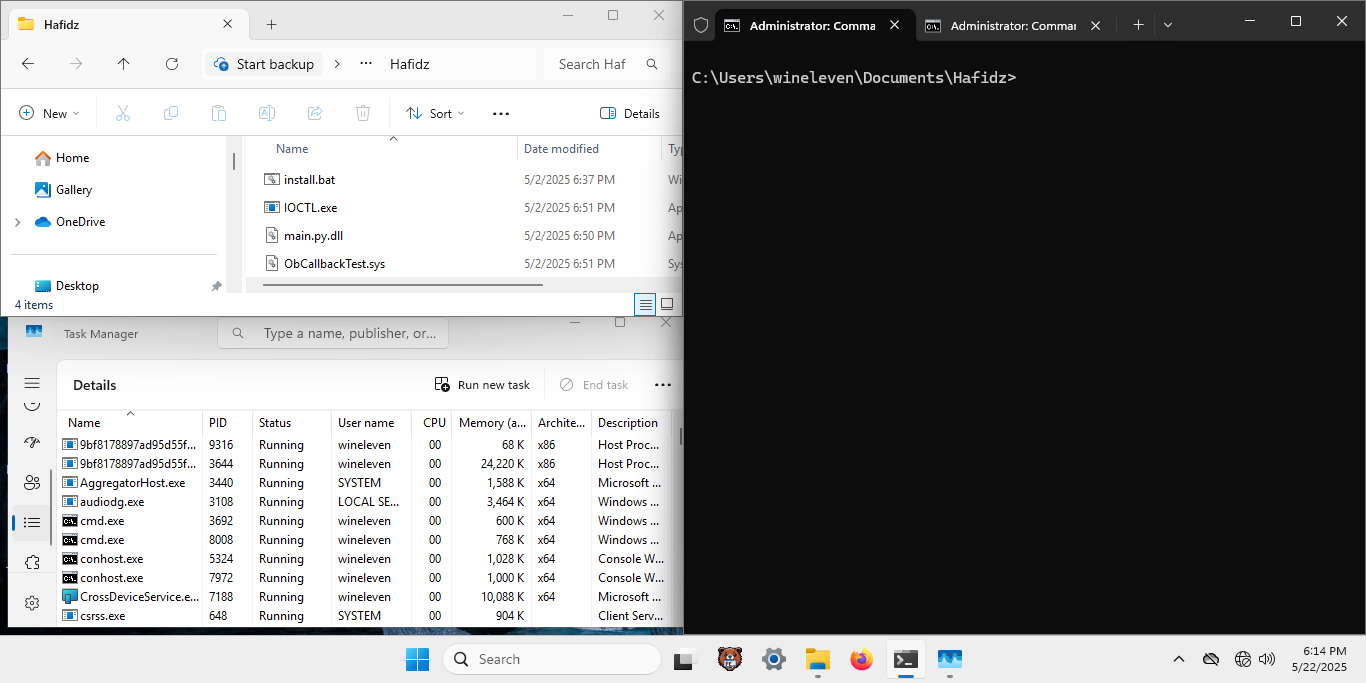 Hafidz
Start backup
Hafidz
Search Haf
New
Sort
Details
Home
Gallery
OneDrive
Desktop
Name
Date modified
install.bat
5/2/2025 6:37 PM
IOCTL.exe
5/2/2025 6:51 PM
main.py.dll
5/2/2025 6:50 PM
ObCallbackTest.sys
5/2/2025 6:51 PM
4 items
Task Manager
Type a name, publisher, or...
Details
Run new task
End task
Name PID Status User name CPU Memory (a... Archite... Description
9bf8178897ad95d55f... 9316 Running wineleven 00 68 K x86 Host Proc...
9bf8178897ad95d55f... 3644 Running wineleven 00 24,220 K x86 Host Proc...
AggregatorHost.exe 3440 Running SYSTEM 00 1,588 K x64 Microsoft ...
audiodg.exe 3108 Running LOCAL SE... 00 3,464 K x64 Windows ...
cmd.exe 3692 Running wineleven 00 600 K x64 Windows ...
cmd.exe 8008 Running wineleven 00 768 K x64 Windows ...
conhost.exe 5324 Running wineleven 00 1,028 K x64 Console W...
conhost.exe 7972 Running wineleven 00 1,000 K x64 Console W...
CrossDeviceService.e... 7188 Running wineleven 00 10,088 K x64 Microsoft ...
csrss.exe 648 Running SYSTEM 00 904 K Client Serv...
Administrator: Comma
Administrator: Comman
C:\Users\wineleven\Documents\Hafidz>
Search
6:14 PM
5/22/2025